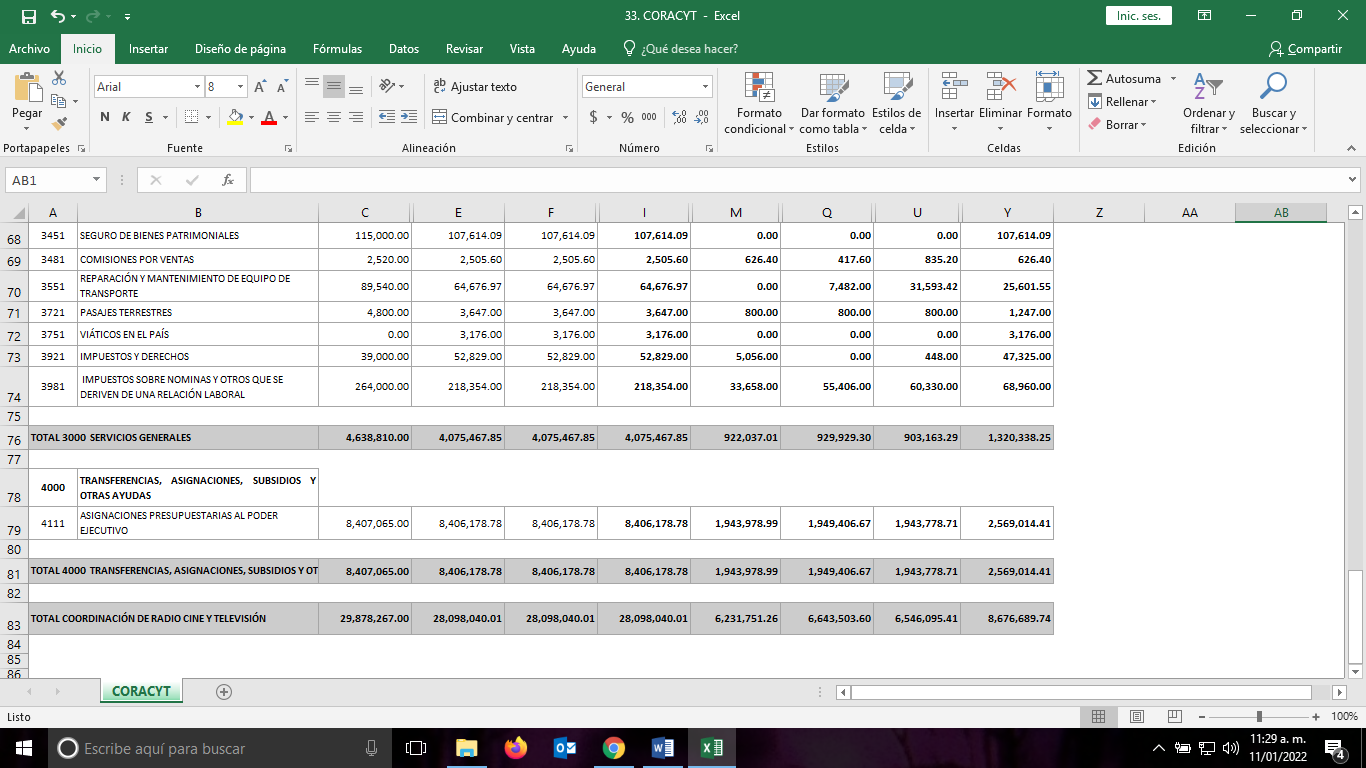 33. CORACYT - Excel
Inic. ses.
Archivo Inicio Insertar Diseño de página Fórmulas Datos Revisar Vista Ayuda ¿Qué desea hacer? Compartir
Pegar
Portapapeles
Arial 8
N K S
Fuente
Ajustar texto
Combinar y centrar
Alineación
General
$ % 000
Número
Formato condicional
Dar formato como tabla
Estilos de celda
Estilos
Insertar Eliminar Formato
Celdas
Autosuma
Rellenar
Borrar
Ordenar y filtrar
Buscar y seleccionar
Edición
AB1 fx
A B C E F I M Q U Y Z AA AB
68 3451 SEGURO DE BIENES PATRIMONIALES 115,000.00 107,614.09 107,614.09 107,614.09 0.00 0.00 0.00 107,614.09
69 3481 COMISIONES POR VENTAS 2,520.00 2,505.60 2,505.60 2,505.60 626.40 417.60 835.20 626.40
70 3551 REPARACIÓN Y MANTENIMIENTO DE EQUIPO DE
TRANSPORTE 89,540.00 64,676.97 64,676.97 64,676.97 0.00 7,482.00 31,593.42 25,601.55
71 3721 PASAJES TERRESTRES 4,800.00 3,647.00 3,647.00 3,647.00 800.00 800.00 800.00 1,247.00
72 3751 VIÁTICOS EN EL PAÍS 0.00 3,176.00 3,176.00 3,176.00 0.00 0.00 0.00 3,176.00
73 3921 IMPUESTOS Y DERECHOS 39,000.00 52,829.00 52,829.00 52,829.00 5,056.00 0.00 448.00 47,325.00
74 3981 IMPUESTOS SOBRE NOMINAS Y OTROS QUE SE
DERIVEN DE UNA RELACIÓN LABORAL 264,000.00 218,354.00 218,354.00 218,354.00 33,658.00 55,406.00 60,330.00 68,960.00
75
76 TOTAL 3000 SERVICIOS GENERALES 4,638,810.00 4,075,467.85 4,075,467.85 4,075,467.85 922,037.01 929,929.30 903,163.29 1,320,338.25
77
78 4000 TRANSFERENCIAS, ASIGNACIONES, SUBSIDIOS Y
OTRAS AYUDAS
79 4111 ASIGNACIONES PRESUPUESTARIAS AL PODER
EJECUTIVO 8,407,065.00 8,406,178.78 8,406,178.78 8,406,178.78 1,943,978.99 1,949,406.67 1,943,778.71 2,569,014.41
80
81 TOTAL 4000 TRANSFERENCIAS, ASIGNACIONES, SUBSIDIOS Y OT 8,407,065.00 8,406,178.78 8,406,178.78 8,406,178.78 1,943,978.99 1,949,406.67 1,943,778.71 2,569,014.41
82
83 TOTAL COORDINACIÓN DE RADIO CINE Y TELEVISIÓN 29,878,267.00 28,098,040.01 28,098,040.01 28,098,040.01 6,231,751.26 6,643,503.60 6,546,095.41 8,676,689.74
84
85
86
CORACYT
Listo 100%
Escribe aquí para buscar
11:29 a. m.
11/01/2022
4